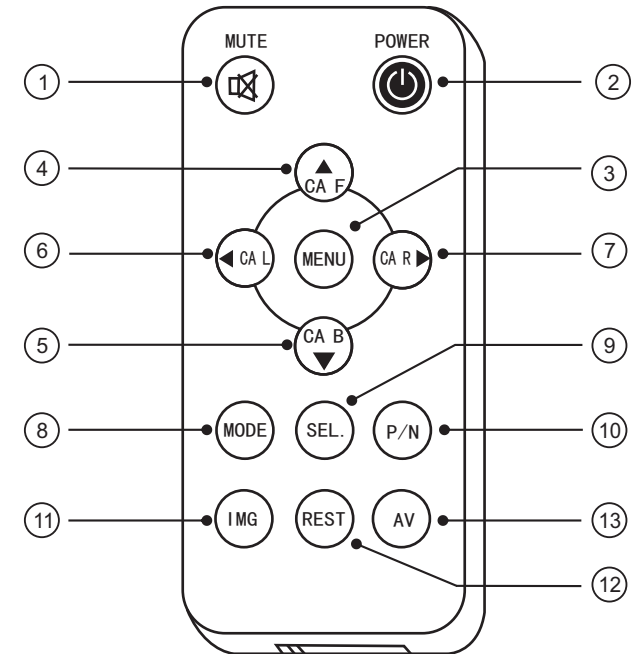 MUTE POWER
1 2
4 CA F 3
6 CA L MENU CA R 7
5 CA B 9
8 MODE SEL. P/N 10
11 IMG REST AV 13
12